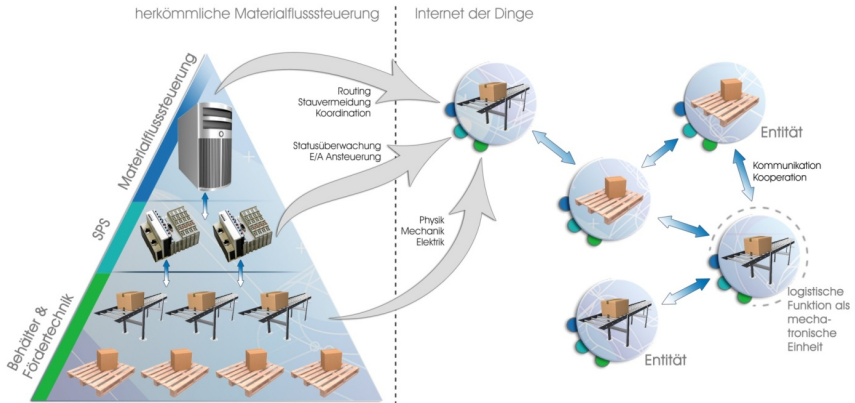 herkömmliche Materialflusssteuerung
Internet der Dinge
Materialflusssteuerung
SPS
Behälter &
Fördertechnik
Routing
Stauvermeidung
Koordination
Statusüberwachung
E/A Ansteuerung
Physik
Mechanik
Elektrik
Entität
Kommunikation
Kooperation
logistische
Funktion als
mecha-
tronische
Einheit
Entität